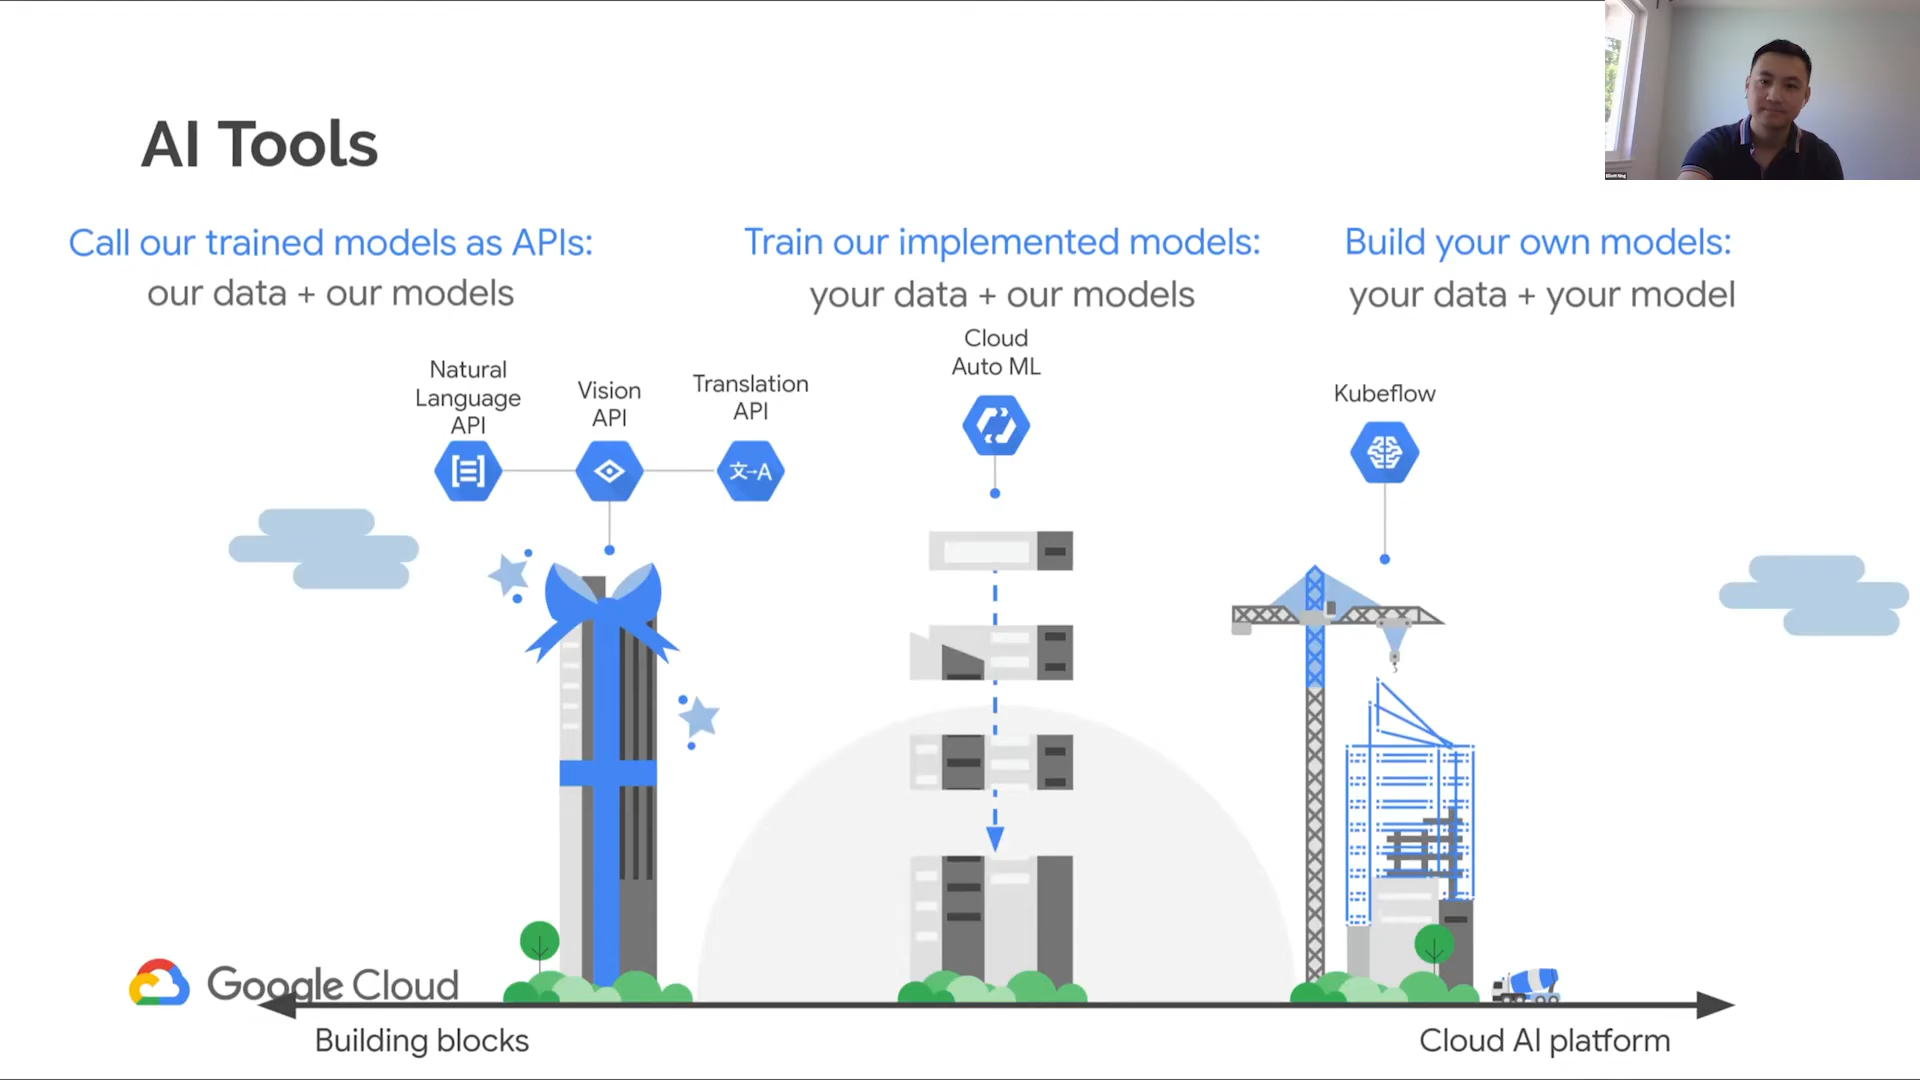 AI Tools
Call our trained models as APIs:
our data + our models
Train our implemented models:
your data + our models
Build your own models:
your data + your model
Natural
Language
API
Vision
API
Translation
API
文→A
Cloud
Auto ML
Kubeflow
Google Cloud
Building blocks
Cloud AI platform